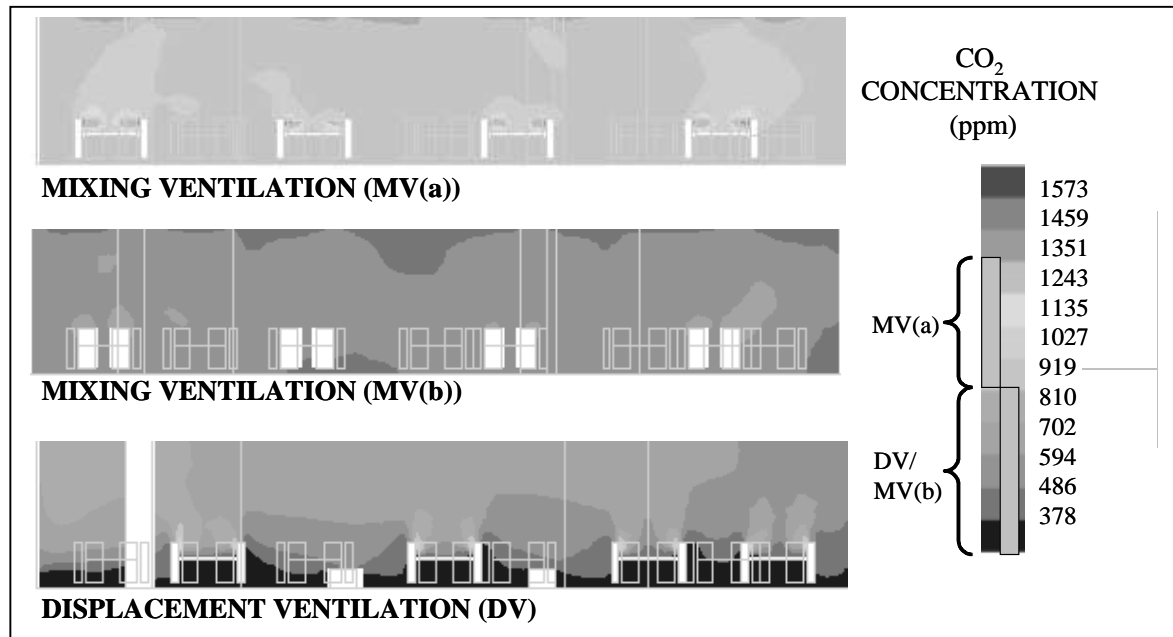 MIXING VENTILATION (MV(a))
MIXING VENTILATION (MV(b))
DISPLACEMENT VENTILATION (DV)
CO2
CONCENTRATION
(ppm)
1573
1459
1351
1243
1135
1027
919
810
702
594
486
378
MV(a)
DV/
MV(b)